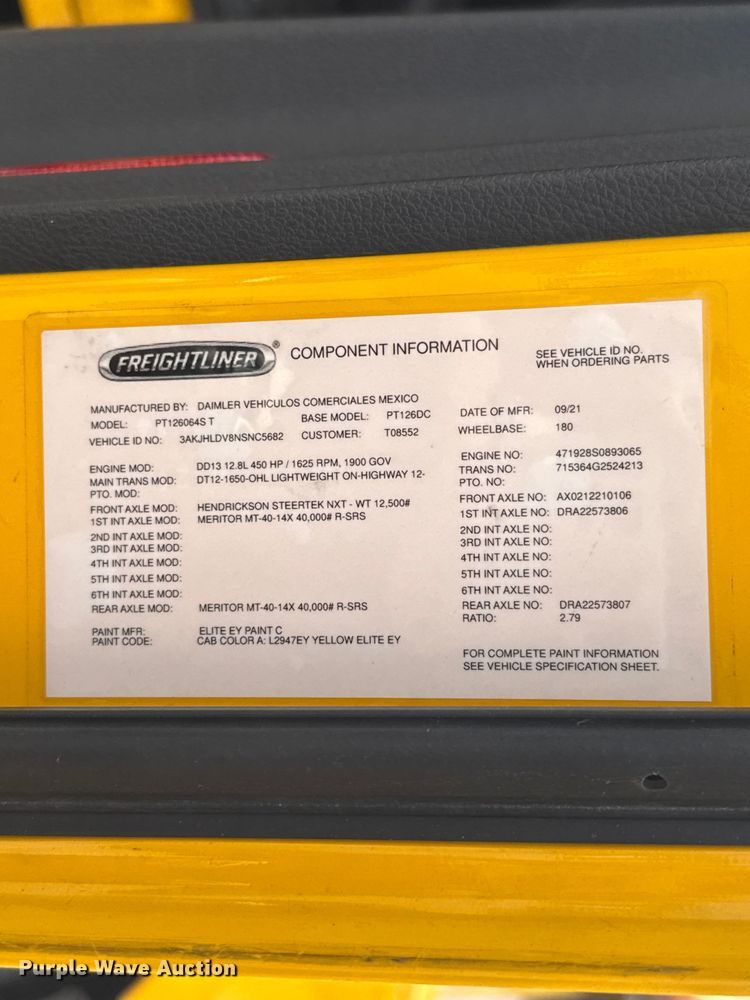 FREIGHTLINER®
COMPONENT INFORMATION
SEE VEHICLE ID NO.
WHEN ORDERING PARTS
MANUFACTURED BY: DAIMLER VEHICULOS COMERCIALES MEXICO
MODEL: PT126064S T BASE MODEL: PT126DC
VEHICLE ID NO: 3AKJHLDV8NSNC5682 CUSTOMER: T08552
DATE OF MFR: 09/21
WHEELBASE: 180
ENGINE MOD: DD13 12.8L 450 HP / 1625 RPM, 1900 GOV
MAIN TRANS MOD: DT12-1650-OHL LIGHTWEIGHT ON-HIGHWAY 12-
PTO. MOD:
FRONT AXLE MOD: HENDRICKSON STEERTEK NXT - WT 12,500#
1ST INT AXLE MOD: MERITOR MT-40-14X 40,000# R-SRS
2ND INT AXLE MOD:
3RD INT AXLE MOD:
4TH INT AXLE MOD:
5TH INT AXLE MOD:
6TH INT AXLE MOD:
REAR AXLE MOD: MERITOR MT-40-14X 40,000# R-SRS
PAINT MFR: ELITE EY PAINT C
PAINT CODE: CAB COLOR A: L2947EY YELLOW ELITE EY
ENGINE NO: 471928S0893065
TRANS NO: 715364G2524213
PTO. NO:
FRONT AXLE NO: AX0212210106
1ST INT AXLE NO: DRA22573806
2ND INT AXLE NO:
3RD INT AXLE NO:
4TH INT AXLE NO:
5TH INT AXLE NO:
6TH INT AXLE NO:
REAR AXLE NO: DRA22573807
RATIO: 2.79
FOR COMPLETE PAINT INFORMATION
SEE VEHICLE SPECIFICATION SHEET.
Purple Wave Auction